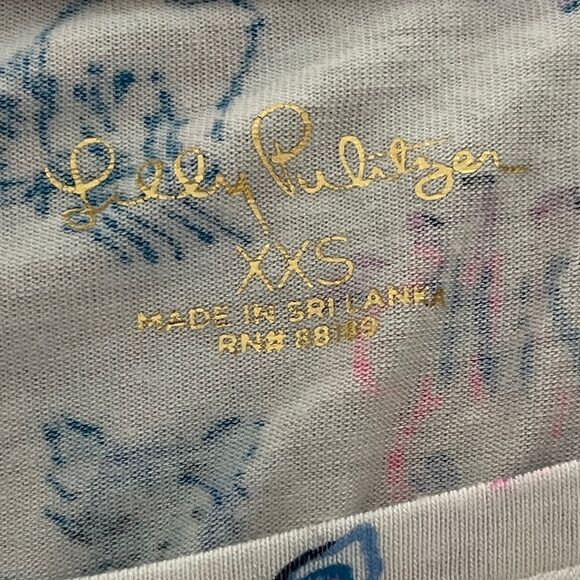 Lilly Pulitzer
XXS
MADE IN SRI LANKA
RN# 88189